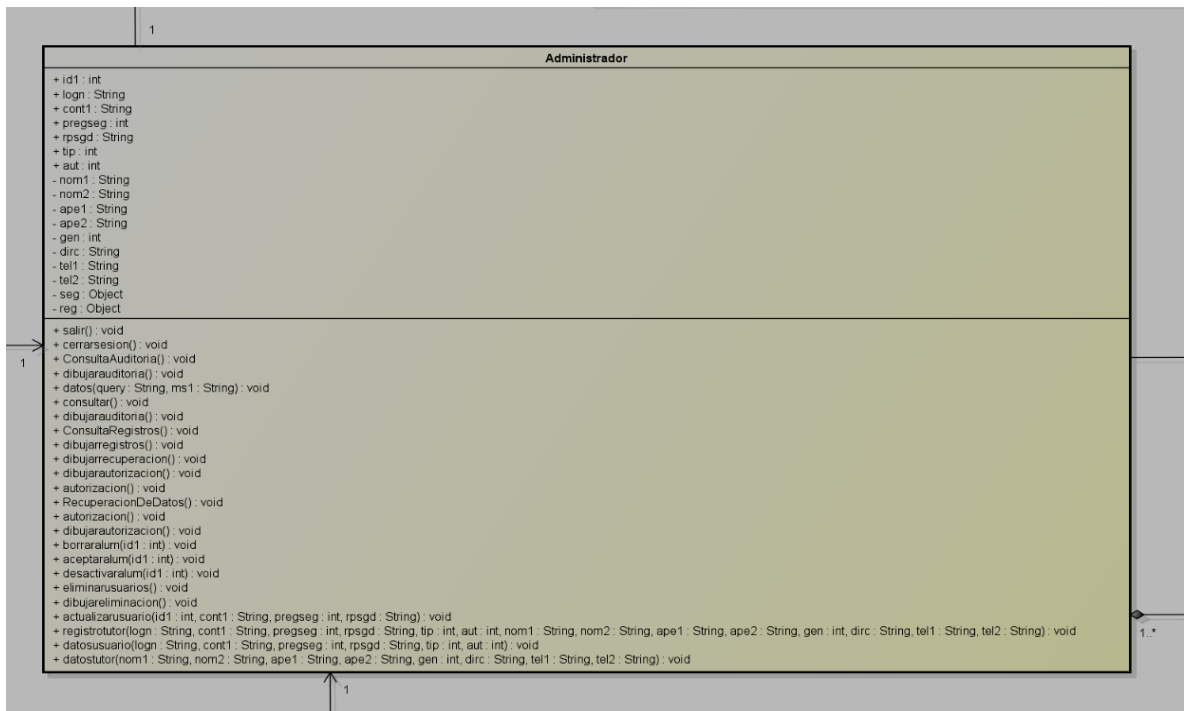 1
Administrador
+ id1 : int
+ logn : String
+ cont1 : String
+ pregseg : int
+ rpsgd : String
+ tip : int
+ aut : int
- nom1 : String
- nom2 : String
- ape1 : String
- ape2 : String
- gen : int
- dirc : String
- tel1 : String
- tel2 : String
- seg : Object
- reg : Object
+ salir() : void
+ cerrarsesion() : void
1
+ ConsultaAuditoria() : void
+ dibujarauditoria() : void
+ datos(query : String, ms1 : String) : void
+ consultar() : void
+ dibujarauditoria() : void
+ ConsultaRegistros() : void
+ dibujarregistros() : void
+ dibujarrecuperacion() : void
+ dibujarautorizacion() : void
+ autorizacion() : void
+ RecuperacionDeDatos() : void
+ autorizacion() : void
+ dibujarautorizacion() : void
+ borraralum(id1 : int) : void
+ aceptaralum(id1 : int) : void
+ desactivaralum(id1 : int) : void
+ eliminarusuarios() : void
+ dibujareliminacion() : void
+ actualizarusuario(id1 : int, cont1 : String, pregseg : int, rpsgd : String) : void
+ registrotutor(logn : String, cont1 : String, pregseg : int, rpsgd : String, tip : int, aut : int, nom1 : String, nom2 : String, ape1 : String, ape2 : String, gen : int, dirc : String, tel1 : String, tel2 : String) : void
1..*
+ datosusuario(logn : String, cont1 : String, pregseg : int, rpsgd : String, tip : int, aut : int) : void
+ datostutor(nom1 : String, nom2 : String, ape1 : String, ape2 : String, gen : int, dirc : String, tel1 : String, tel2 : String) : void
1